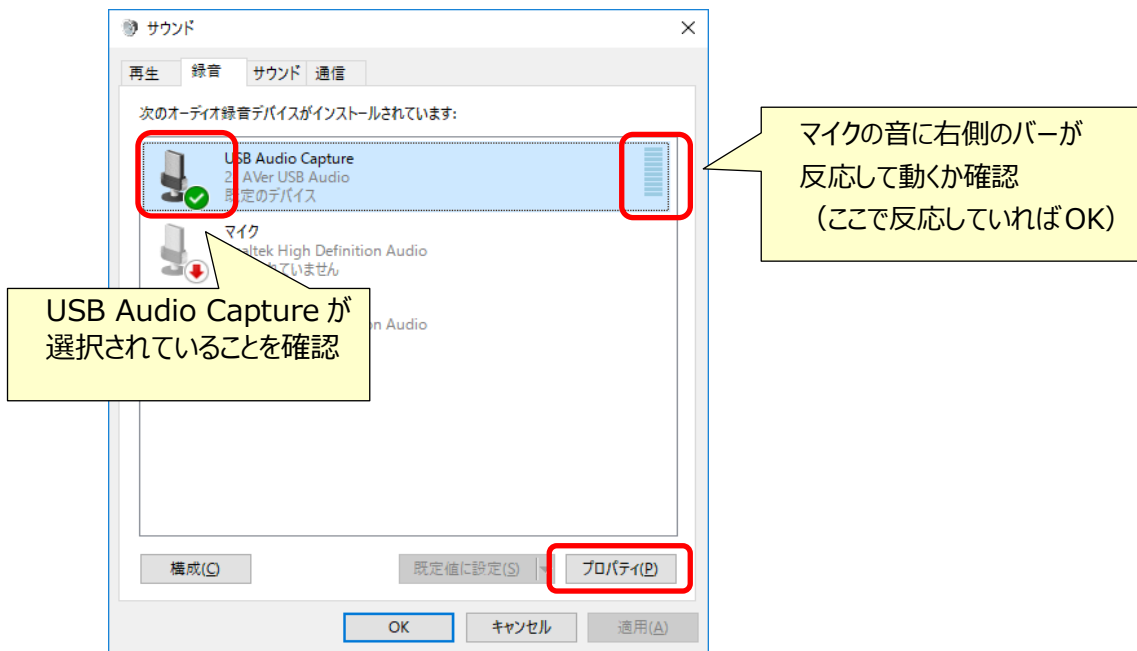 サウンド
再生 録音 サウンド 通信
次のオーディオ録音デバイスがインストールされています:
USB Audio Capture
2- AVer USB Audio
既定のデバイス
マイクの音に右側のバーが
反応して動くか確認
（ここで反応していればOK）
マイク
High Definition Audio
いません
USB Audio Capture が
選択されていることを確認
Audio
構成(C) 既定値に設定(S) プロパティ(P)
OK キャンセル 適用(A)